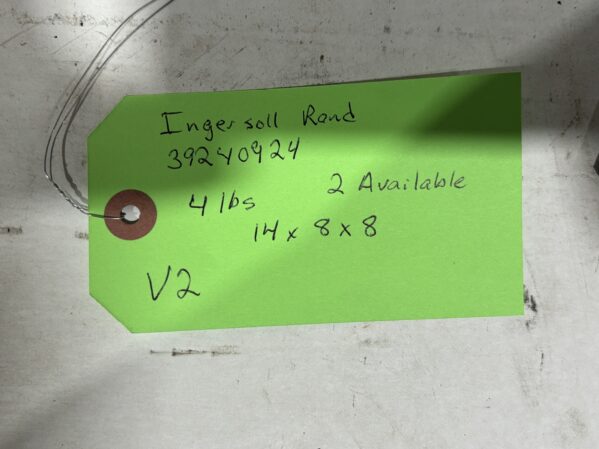 Ingersoll Rand
39240924
4 lbs
2 Available
14 x 8 x 8
V2